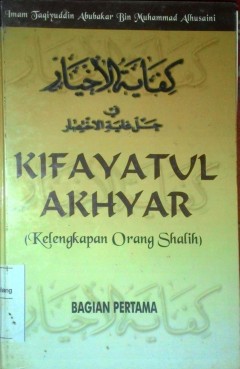 Imam Taqiyuddin Abubakar Bin Muhammad Alhusaini
كفاية الأخيار
في
حل غاية الاختصار
KIFAYATUL
AKHYAR
(Kelengkapan Orang Shalih)
BAGIAN PERTAMA